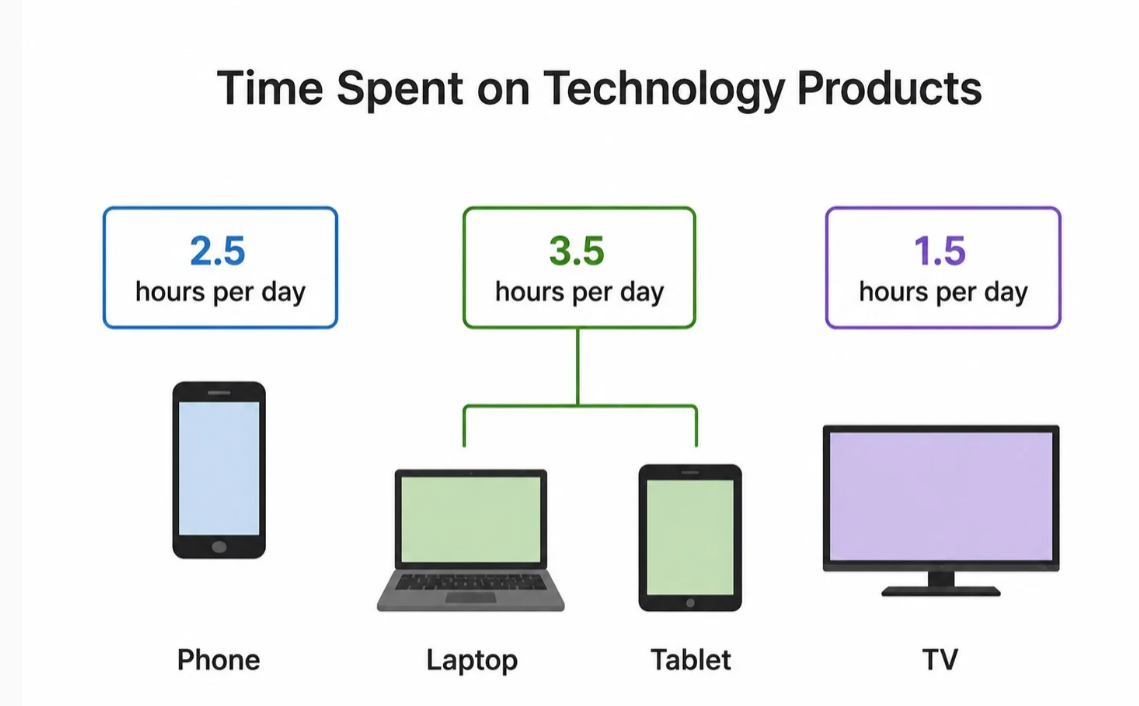 Time Spent on Technology Products
2.5
hours per day
3.5
hours per day
1.5
hours per day
Phone
Laptop
Tablet
TV